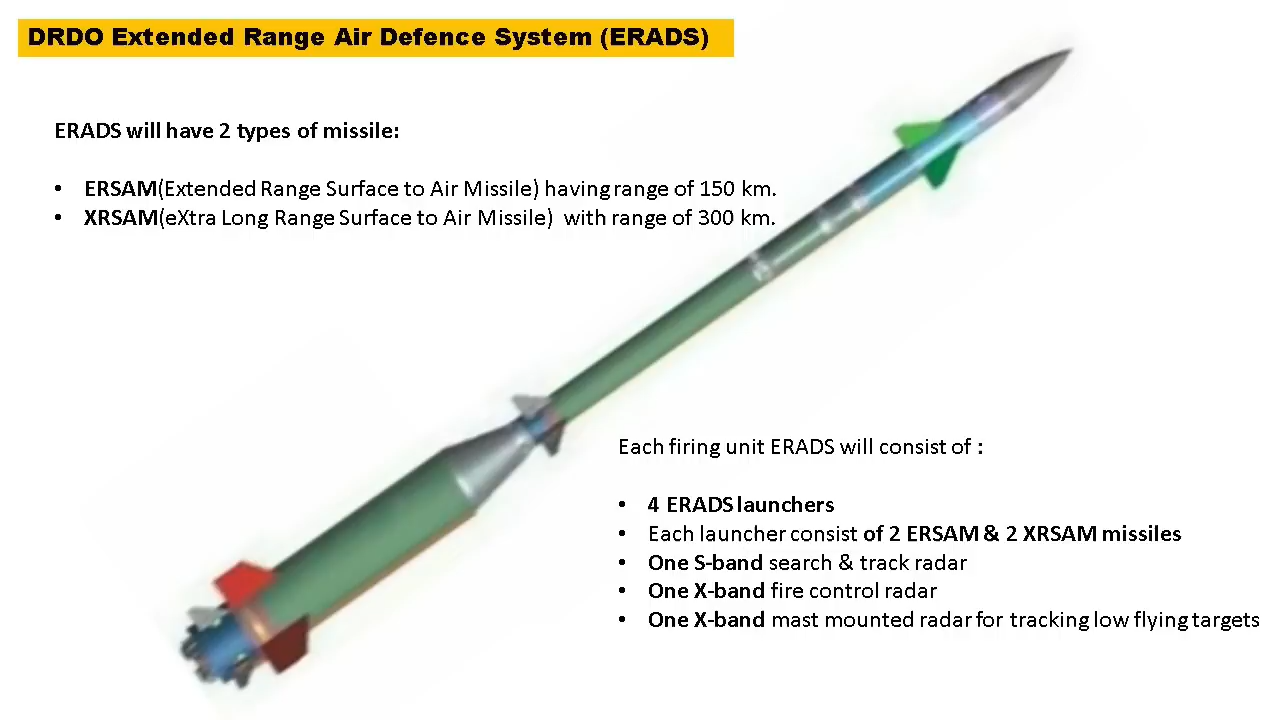 DRDO Extended Range Air Defence System (ERADS)
ERADS will have 2 types of missile:
• ERSAM(Extended Range Surface to Air Missile) having range of 150 km.
• XRSAM(eXtra Long Range Surface to Air Missile) with range of 300 km.
Each firing unit ERADS will consist of :
• 4 ERADS launchers
• Each launcher consist of 2 ERSAM & 2 XRSAM missiles
• One S-band search & track radar
• One X-band fire control radar
• One X-band mast mounted radar for tracking low flying targets